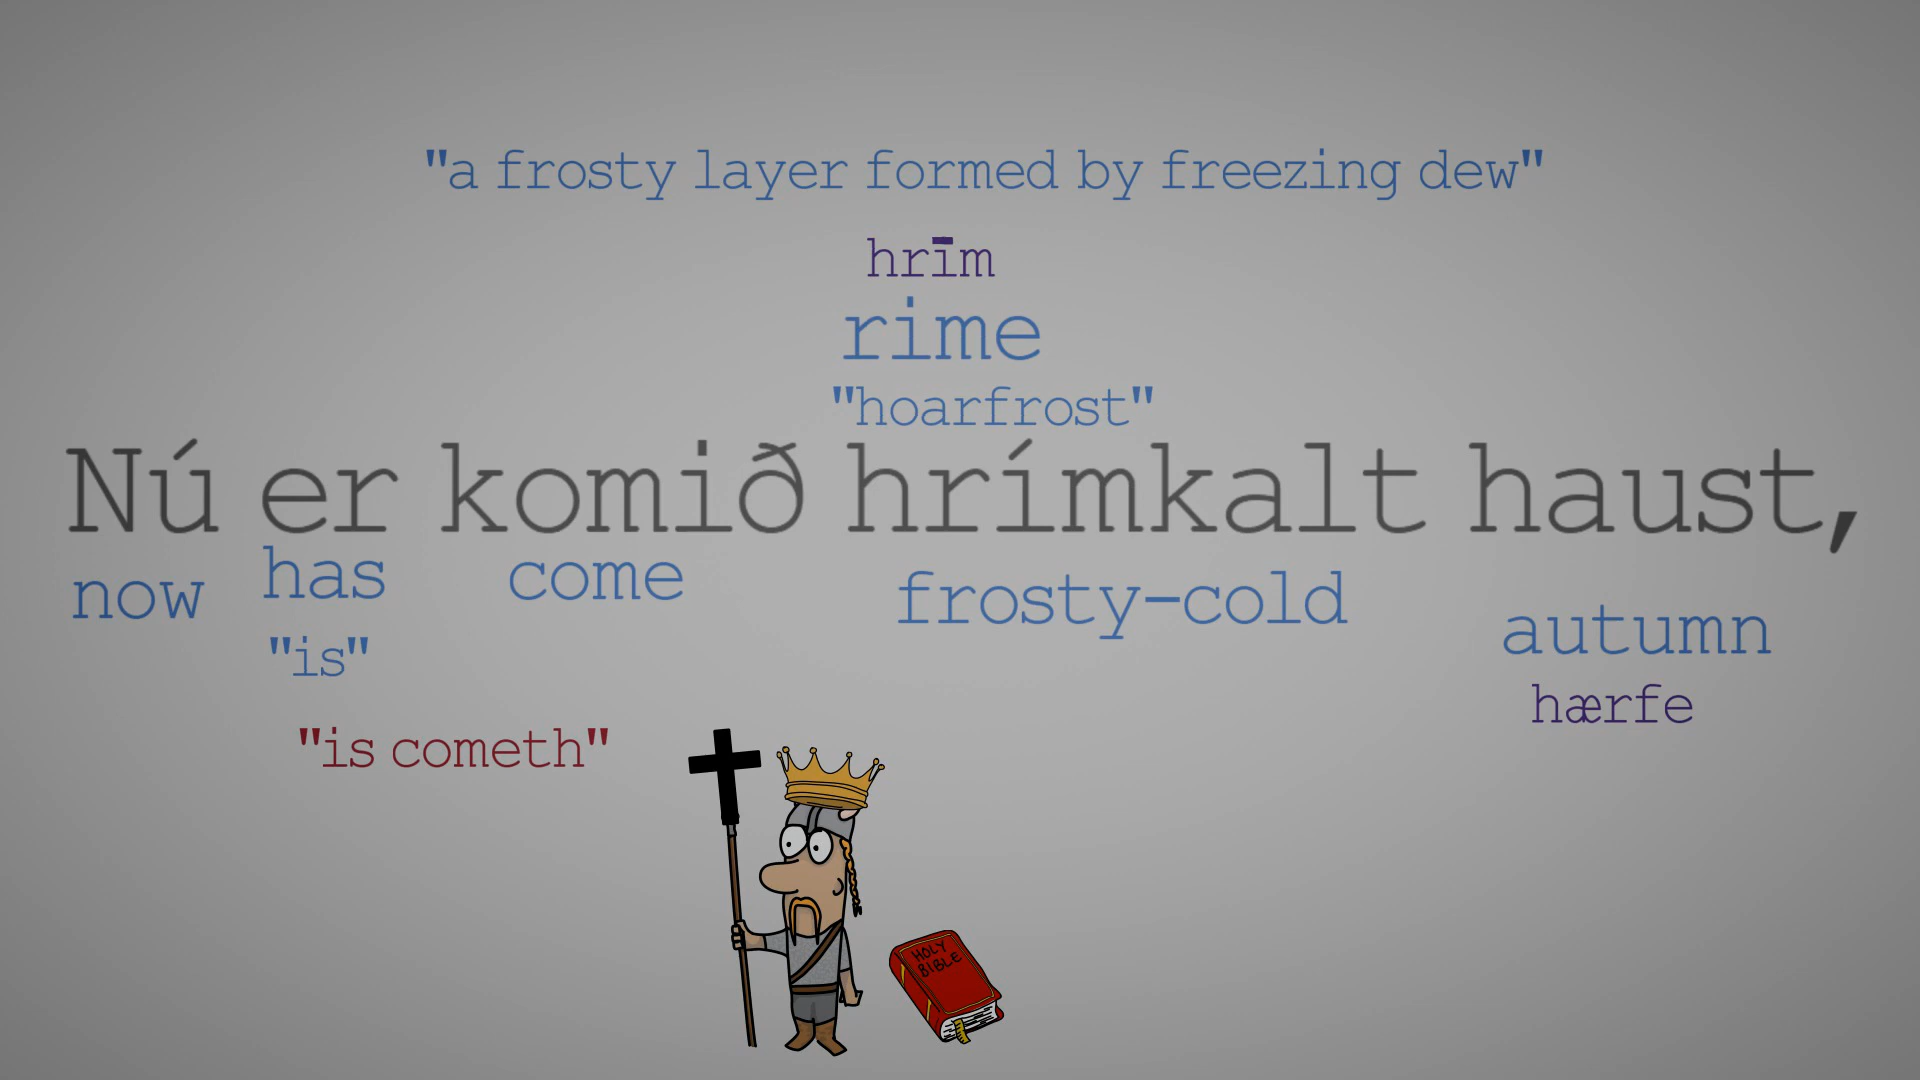 "a frosty layer formed by freezing dew"
hrīm
rime
"hoarfrost"
Nú er komið hrímkalt haust,
now has come frosty-cold autumn
"is" hærfe
"is cometh"
HOLY
BIBLE